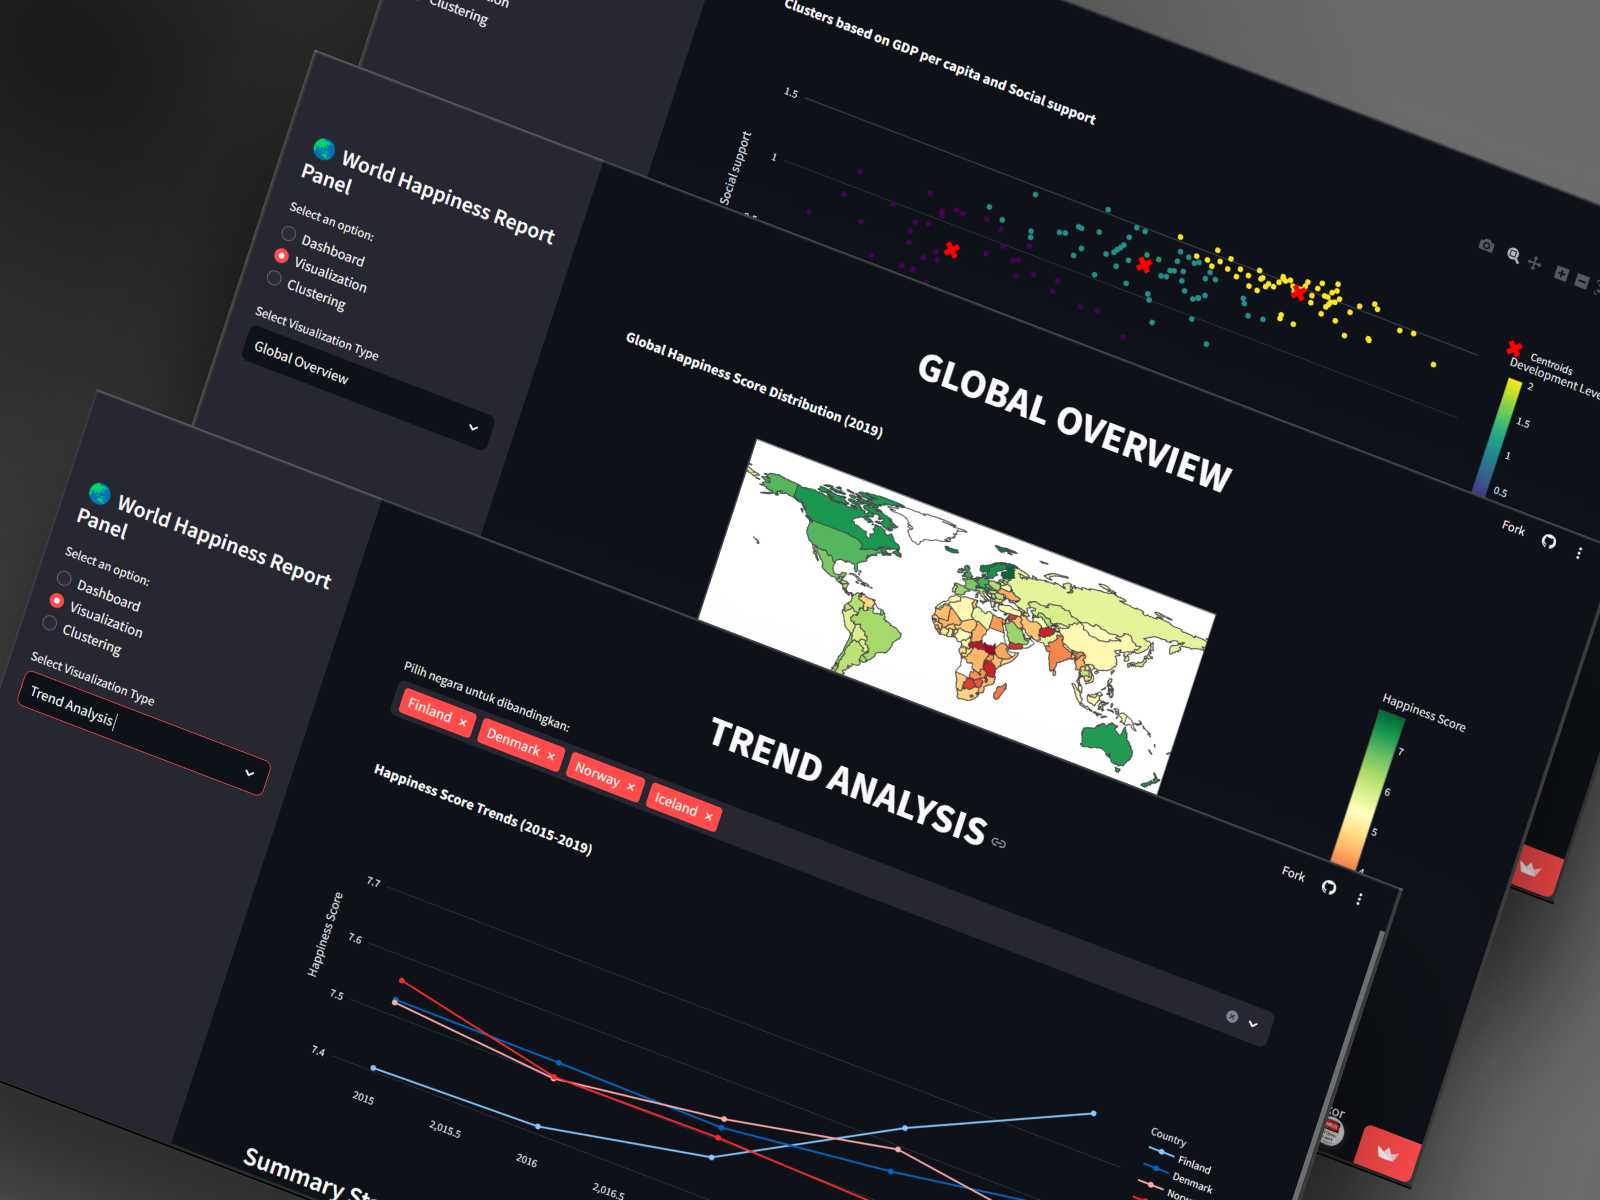 Clustering
Clusters based on GDP per capita and Social support
1.5
1
Social support
Centroids
Development
2
1.5
1
0.5
World Happiness Report
Panel
Select an option:
Dashboard
Visualization
Clustering
Select Visualization Type
Global Overview
GLOBAL OVERVIEW
Global Happiness Score Distribution (2019)
Fork
Happiness Score
7
6
5
World Happiness Report
Panel
Select an option:
Dashboard
Visualization
Clustering
Select Visualization Type
Trend Analysis
Fork
TREND ANALYSIS
Pilih negara untuk dibandingkan:
Finland × Denmark × Norway × Iceland ×
Happiness Score Trends (2015-2019)
Happiness Score
7.7
7.6
7.5
7.4
2015
2,015.5
2016
2,016.5
Country
Finland
Denmark
Summary